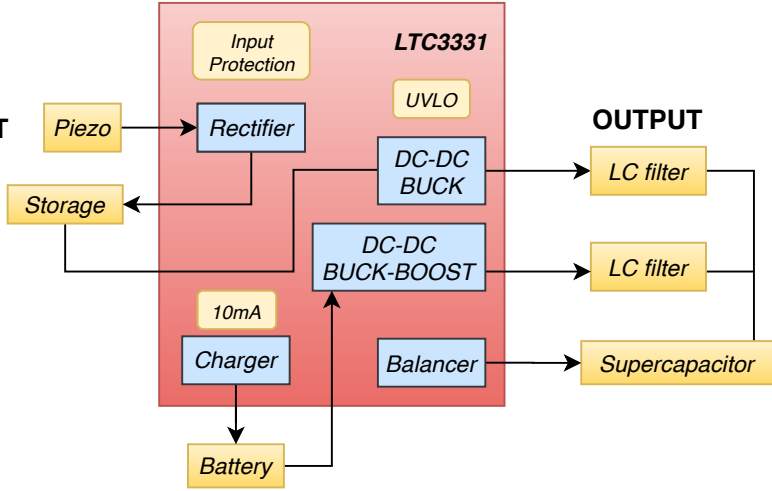 Input
Protection
LTC3331
UVLO
T
Piezo
Rectifier
OUTPUT
DC-DC
BUCK
LC filter
Storage
DC-DC
BUCK-BOOST
LC filter
10mA
Charger
Balancer
Supercapacitor
Battery